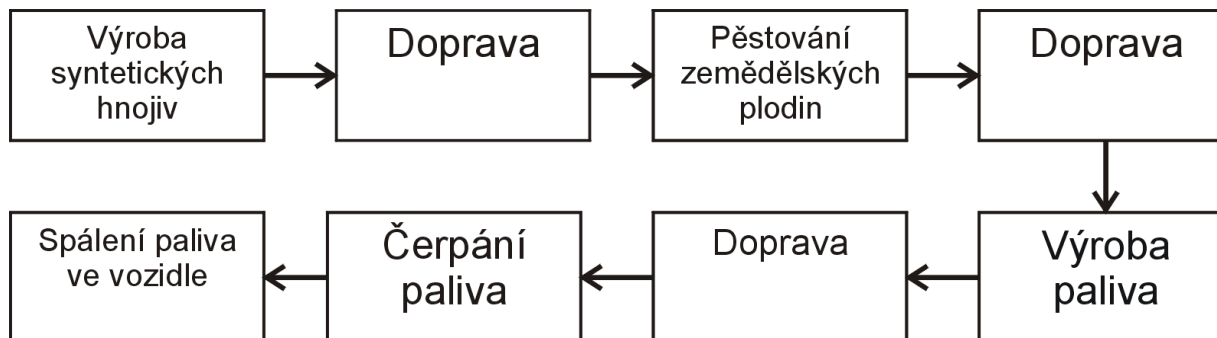 Výroba
syntetických
hnojiv
Doprava
Pěstování
zemědělských
plodin
Doprava
Výroba
paliva
Doprava
Čerpání
paliva
Spálení paliva
ve vozidle